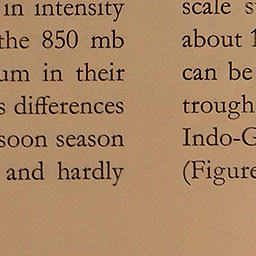 in intensity
the 850 mb
um in their
s differences
soon season
and hardly
scale
about 1
can be
trough
Indo-G
(Figure